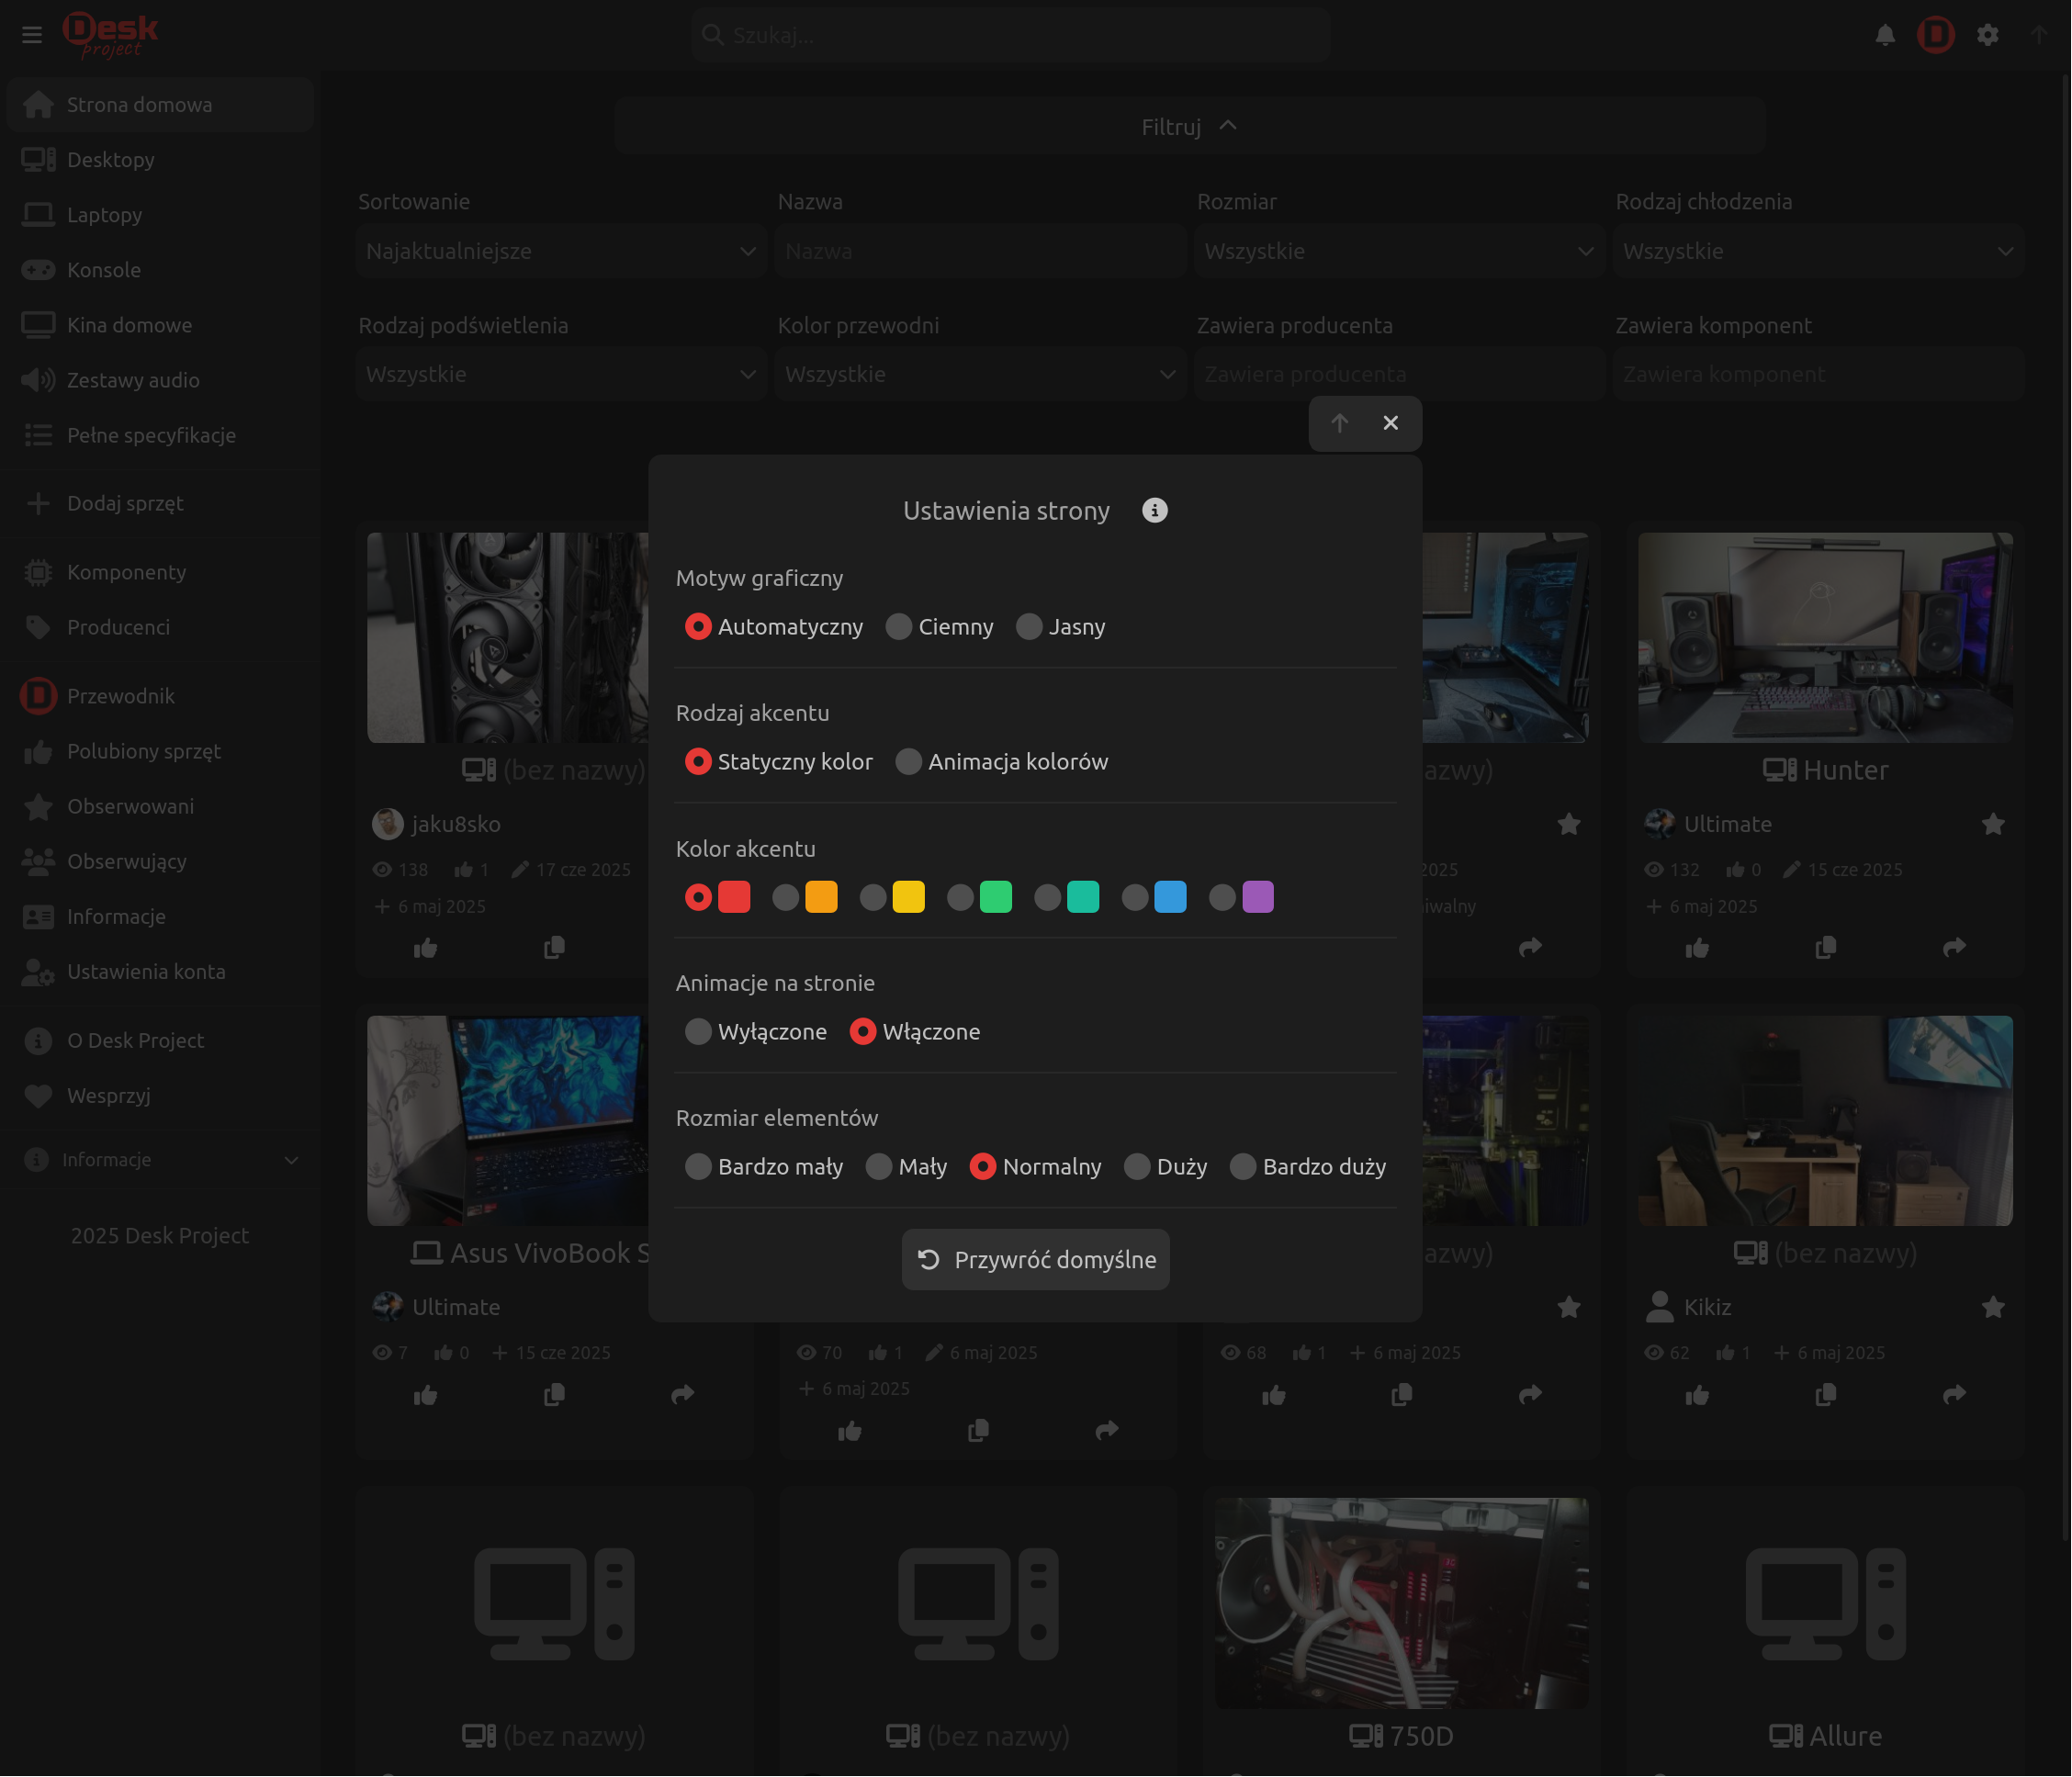 Desk
project
Szukaj...
Strona domowa
Desktopy
Laptopy
Konsole
Kina domowe
Zestawy audio
Pełne specyfikacje
Dodaj sprzęt
Komponenty
Producenci
Przewodnik
Polubiony sprzęt
Obserwowani
Obserwujący
Informacje
Ustawienia konta
O Desk Project
Wesprzyj
Informacje
2025 Desk Project
Filtruj
Sortowanie
Nazwa
Rozmiar
Rodzaj chłodzenia
Najaktualniejsze
Nazwa
Wszystkie
Wszystkie
Rodzaj podświetlenia
Kolor przewodni
Zawiera producenta
Zawiera komponent
Wszystkie
Wszystkie
Zawiera producenta
Zawiera komponent
Ustawienia strony
Motyw graficzny
Automatyczny Ciemny Jasny
Rodzaj akcentu
Statyczny kolor Animacja kolorów
Kolor akcentu
Animacje na stronie
Wyłączone Włączone
Rozmiar elementów
Bardzo mały Mały Normalny Duży Bardzo duży
Przywróć domyślne
(bez nazwy)
jaku8sko
138 1 17 cze 2025
6 maj 2025
azwy)
2025
iwalny
Hunter
Ultimate
132 0 15 cze 2025
6 maj 2025
Asus VivoBook S
Ultimate
7 0 15 cze 2025
70 1 6 maj 2025
6 maj 2025
azwy)
68 1 6 maj 2025
(bez nazwy)
Kikiz
62 1 6 maj 2025
(bez nazwy)
(bez nazwy)
750D
Allure